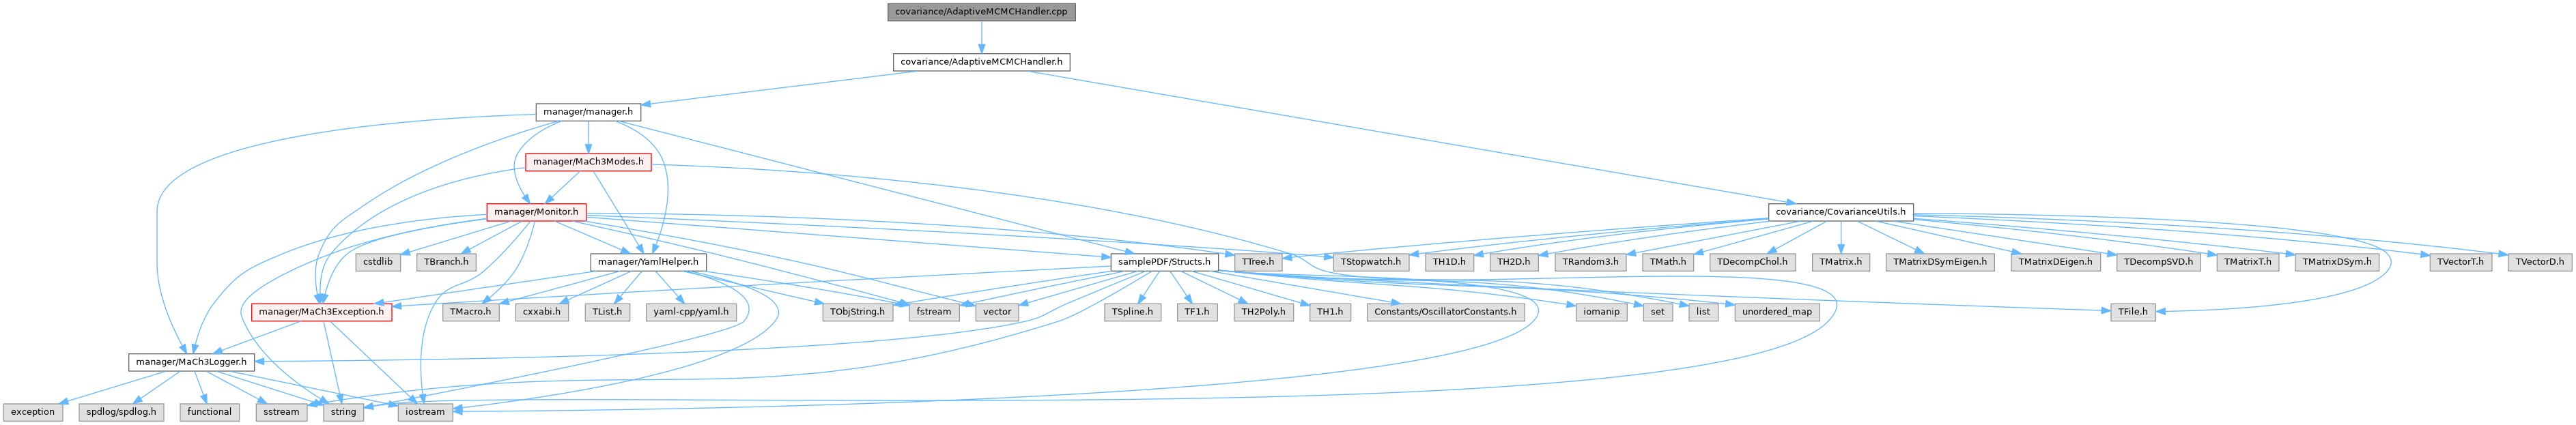 covariance/AdaptiveMCMCHandler.cpp
covariance/AdaptiveMCMCHandler.h
manager/manager.h
manager/MaCh3Modes.h
manager/Monitor.h
covariance/CovarianceUtils.h
cstdlib
TBranch.h
manager/YamlHelper.h
samplePDF/Structs.h
TTree.h
TStopwatch.h
TH1D.h
TH2D.h
TRandom3.h
TMath.h
TDecompChol.h
TMatrix.h
TMatrixDSymEigen.h
TMatrixDEigen.h
TDecompSVD.h
TMatrixT.h
TMatrixDSym.h
TVectorT.h
TVectorD.h
manager/MaCh3Exception.h
TMacro.h
cxxabi.h
TList.h
yaml-cpp/yaml.h
TObjString.h
fstream
vector
TSpline.h
TF1.h
TH2Poly.h
TH1.h
Constants/OscillatorConstants.h
iomanip
set
list
unordered_map
TFile.h
manager/MaCh3Logger.h
exception
spdlog/spdlog.h
functional
sstream
string
iostream